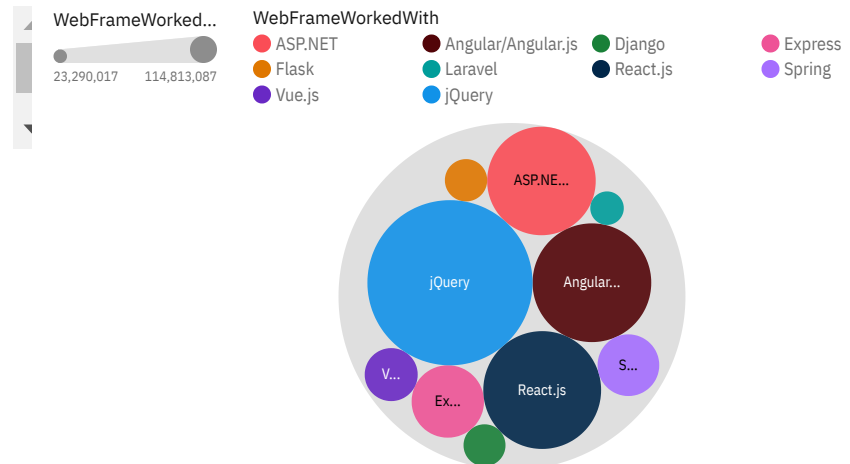 WebFrameWorked...
23,290,017 114,813,087
WebFrameWorkedWith
ASP.NET Angular/Angular.js Django Express
Flask Laravel React.js Spring
Vue.js jQuery
ASP.NE...
jQuery
Angular...
S...
V...
React.js
Ex...